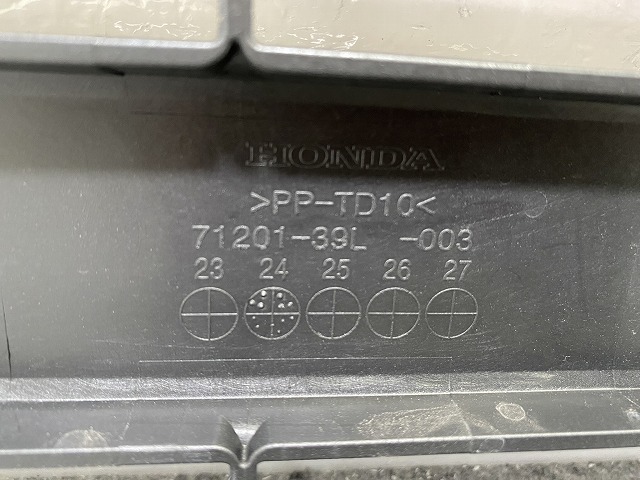 HONDA
>PP-TD10<
71201-39L -003
23 24 25 26 27